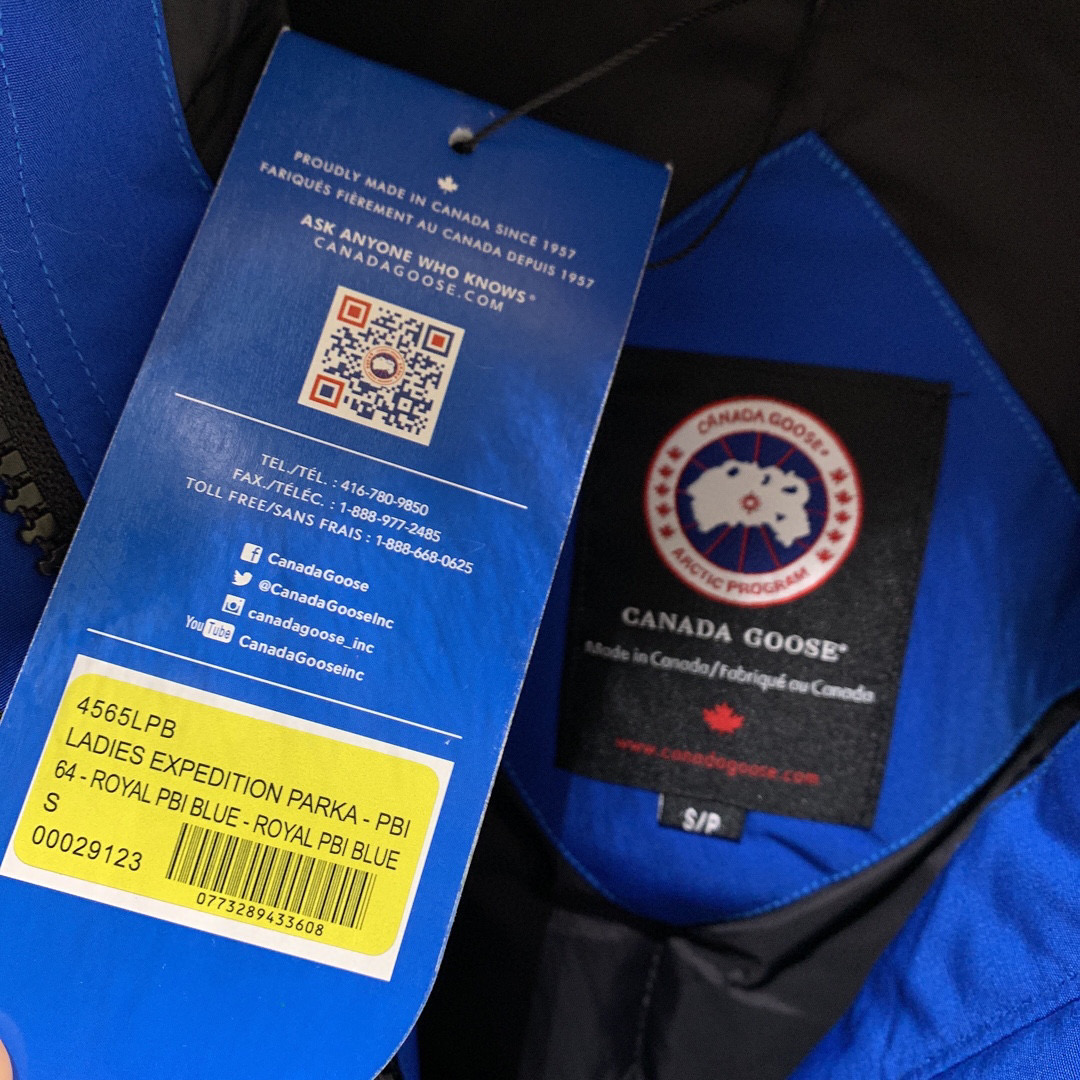 PROUDLY MADE IN CANADA SINCE 1957
FARIQUÉS FIÈREMENT AU CANADA DEPUIS 1957
ASK ANYONE WHO KNOWS®
CANADAGOOSE.COM
TEL./TÉL. : 416-780-9850
FAX./TÉLÉC. : 1-888-977-2485
TOLL FREE/SANS FRAIS : 1-888-668-0625
f CanadaGoose
@CanadaGooseInc
canadagoose_inc
You Tube CanadaGooseinc
4565LPB
LADIES EXPEDITION PARKA - PBI
64 - ROYAL PBI BLUE - ROYAL PBI BLUE
S
00029123
0773289433608
CANADA GOOSE®
ARCTIC PROGRAM
CANADA GOOSE®
Made in Canada/Fabriqué au Canada
www.canadagoose.com
S/P